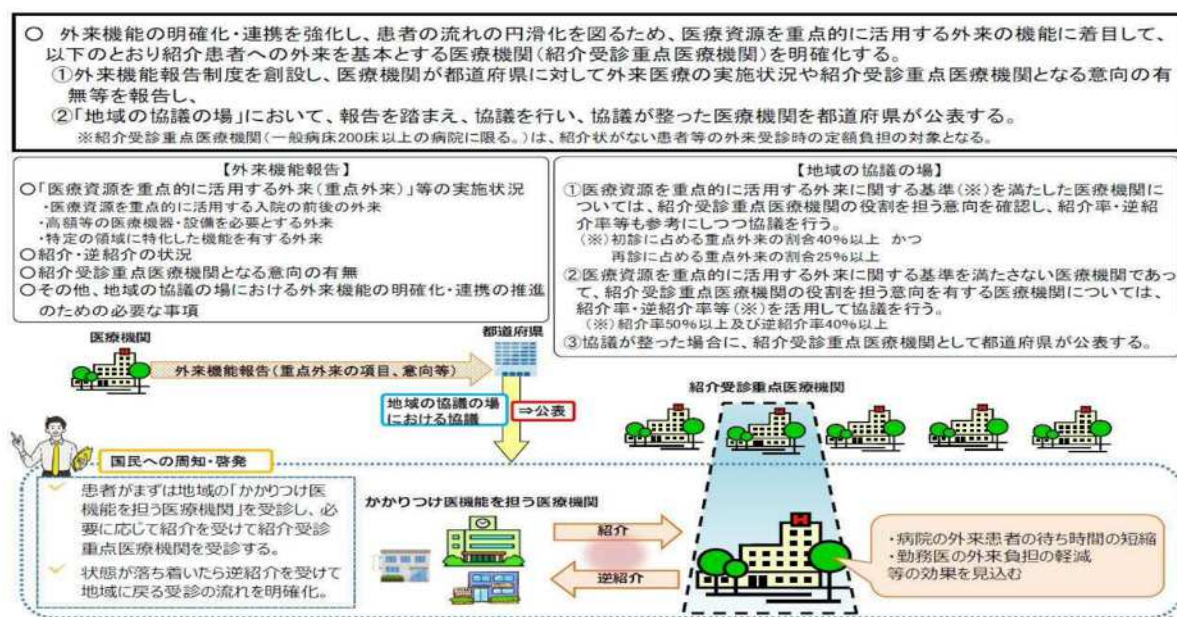 ○ 外来機能の明確化・連携を強化し、患者の流れの円滑化を図るため、医療資源を重点的に活用する外来の機能に着目して、
以下のとおり紹介患者への外来を基本とする医療機関(紹介受診重点医療機関)を明確化する。
①外来機能報告制度を創設し、医療機関が都道府県に対して外来医療の実施状況や紹介受診重点医療機関となる意向の有
無等を報告し、
②「地域の協議の場」において、報告を踏まえ、協議を行い、協議が整った医療機関を都道府県が公表する。
※紹介受診重点医療機関(一般病床200床以上の病院に限る。)は、紹介状がない患者等の外来受診時の定額負担の対象となる。
【外来機能報告】
○「医療資源を重点的に活用する外来(重点外来)」等の実施状況
・医療資源を重点的に活用する入院の前後の外来
・高額等の医療機器・設備を必要とする外来
・特定の領域に特化した機能を有する外来
○紹介・逆紹介の状況
○紹介受診重点医療機関となる意向の有無
○その他、地域の協議の場における外来機能の明確化・連携の推進
のための必要な事項
【地域の協議の場】
①医療資源を重点的に活用する外来に関する基準(※)を満たした医療機関に
ついては、紹介受診重点医療機関の役割を担う意向を確認し、紹介率・逆紹
介率等も参考にしつつ協議を行う。
(※)初診に占める重点外来の割合40%以上 かつ
再診に占める重点外来の割合25%以上
②医療資源を重点的に活用する外来に関する基準を満たさない医療機関であっ
て、紹介受診重点医療機関の役割を担う意向を有する医療機関については、
紹介率・逆紹介率等(※)を活用して協議を行う。
(※)紹介率50%以上及び逆紹介率40%以上
③協議が整った場合に、紹介受診重点医療機関として都道府県が公表する。
医療機関
都道府県
外来機能報告(重点外来の項目、意向等)
地域の協議の場
における協議
⇒公表
紹介受診重点医療機関
国民への周知・啓発
患者がまずは地域の「かかりつけ医
機能を担う医療機関」を受診し、必
要に応じて紹介を受けて紹介受診
重点医療機関を受診する。
状態が落ち着いたら逆紹介を受けて
地域に戻る受診の流れを明確化。
かかりつけ医機能を担う医療機関
紹介
逆紹介
・病院の外来患者の待ち時間の短縮
・勤務医の外来負担の軽減
等の効果を見込む